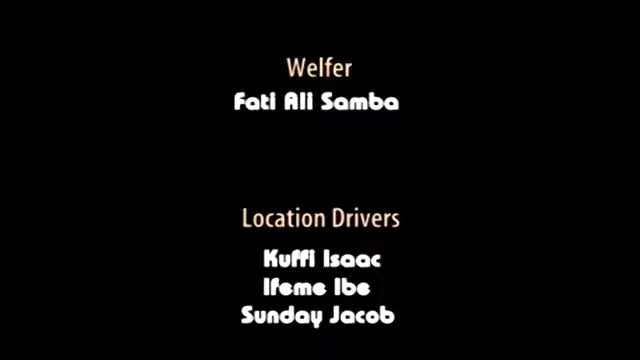 Welfer
Fati Ali Samba
Location Drivers
Kuffi Isaac
Ifeme Ibe
Sunday Jacob